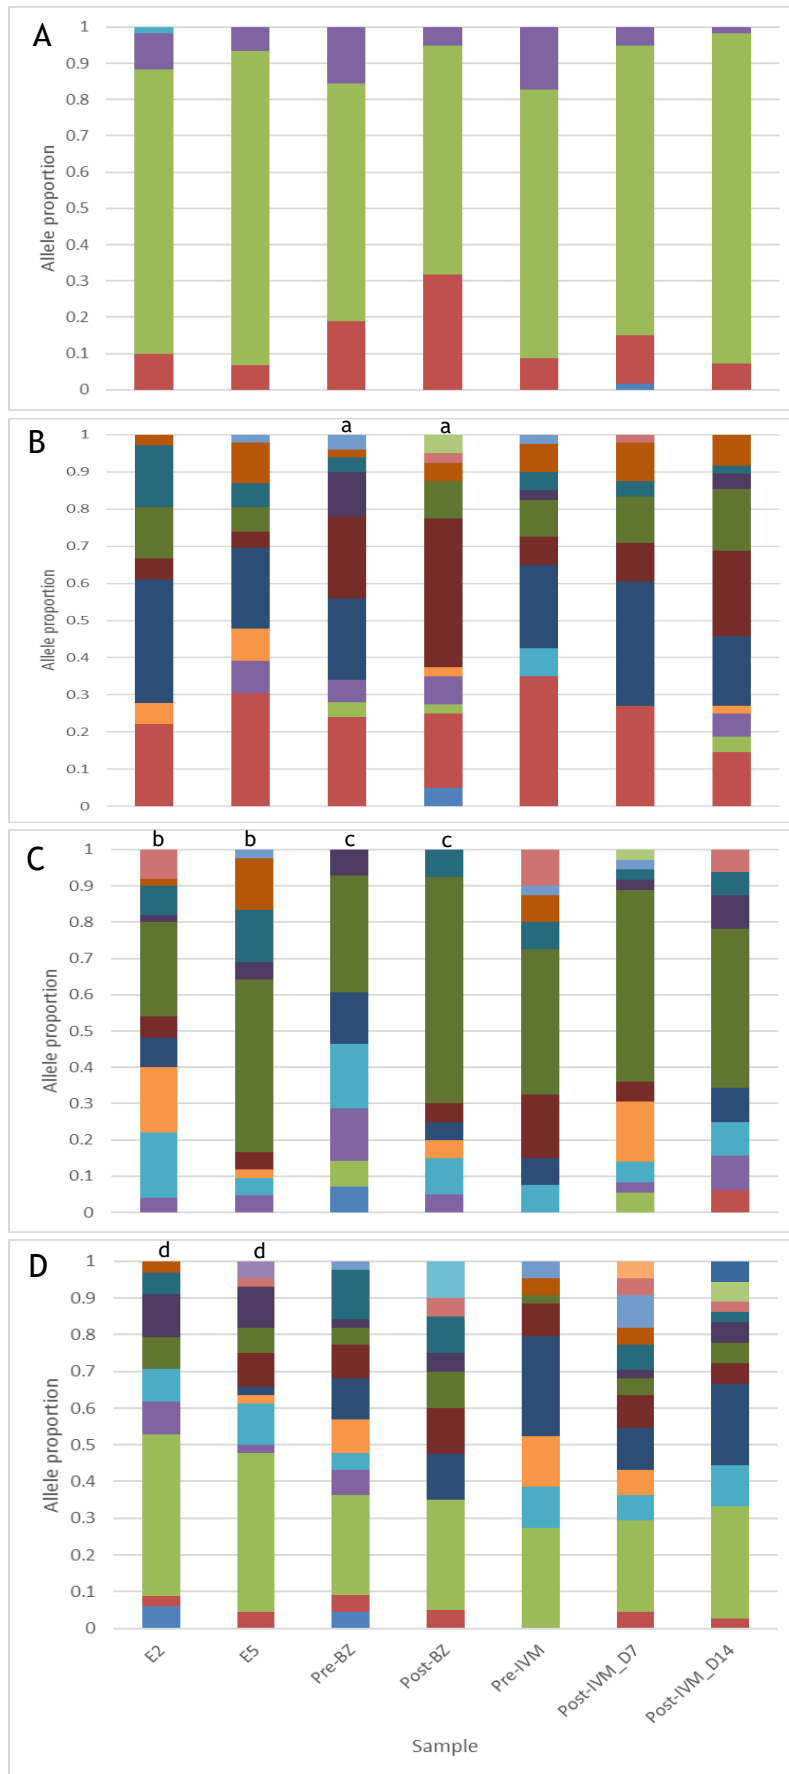 A
1
0.9
0.8
0.7
0.6
0.5
0.4
0.3
0.2
0.1
0
Allele proportion
B
a a
1
0.9
0.8
0.7
0.6
0.5
0.4
0.3
0.2
0.1
0
Allele proportion
C
b b c c
1
0.9
0.8
0.7
0.6
0.5
0.4
0.3
0.2
0.1
0
Allele proportion
D
d d
1
0.9
0.8
0.7
0.6
0.5
0.4
0.3
0.2
0.1
0
Allele proportion
E2
E5
Pre-BZ
Post-BZ
Pre-IVM
Post-IVM_D7
Post-IVM_D14
Sample